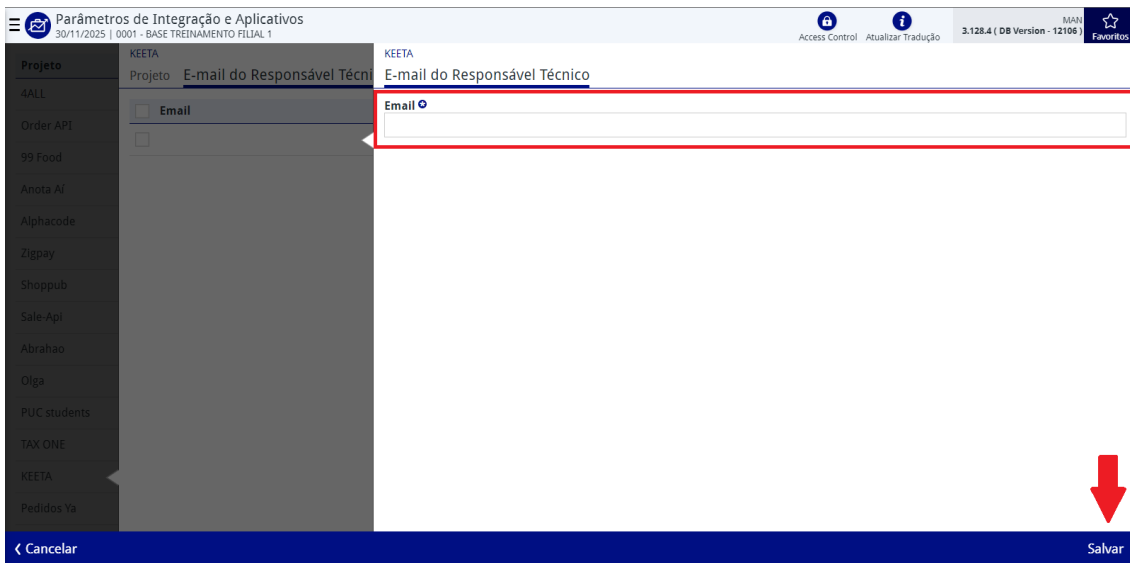 Parâmetros de Integração e Aplicativos
30/11/2025 | 0001 - BASE TREINAMENTO FILIAL 1
Access Control
Atualizar Tradução
MAN
3.128.4 ( DB Version - 12106 )
Favoritos
Projeto
4ALL
Order API
99 Food
Anota Aí
Alphacode
Zigpay
Shoppub
Sale-Api
Abrahao
Olga
PUC students
TAX ONE
KEETA
Pedidos Ya
KEETA
Projeto E-mail do Responsável Técni
Email
KEETA
E-mail do Responsável Técnico
Email
Cancelar
Salvar